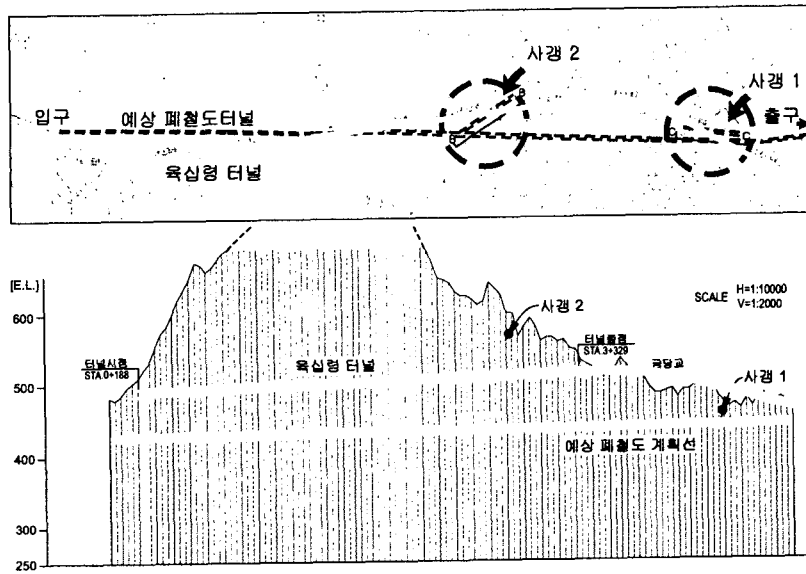 사갱 2
사갱 1
입구
예상 폐철도터널
출구
육십령 터널
B
B'
C
[E.L.]
SCALE H=1:10000
V=1:2000
사갱 2
600
터널시점
STA.0+188
육십령 터널
터널종점
STA.3+329
금당교
사갱 1
500
예상 폐철도 계획선
400
300
250